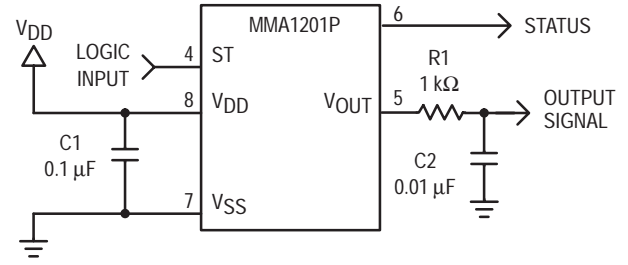 VDD
LOGIC
INPUT
4
ST
MMA1201P
6
STATUS
8
VDD
VOUT
5
R1
1 kΩ
OUTPUT
SIGNAL
C1
0.1 μF
C2
0.01 μF
7
VSS